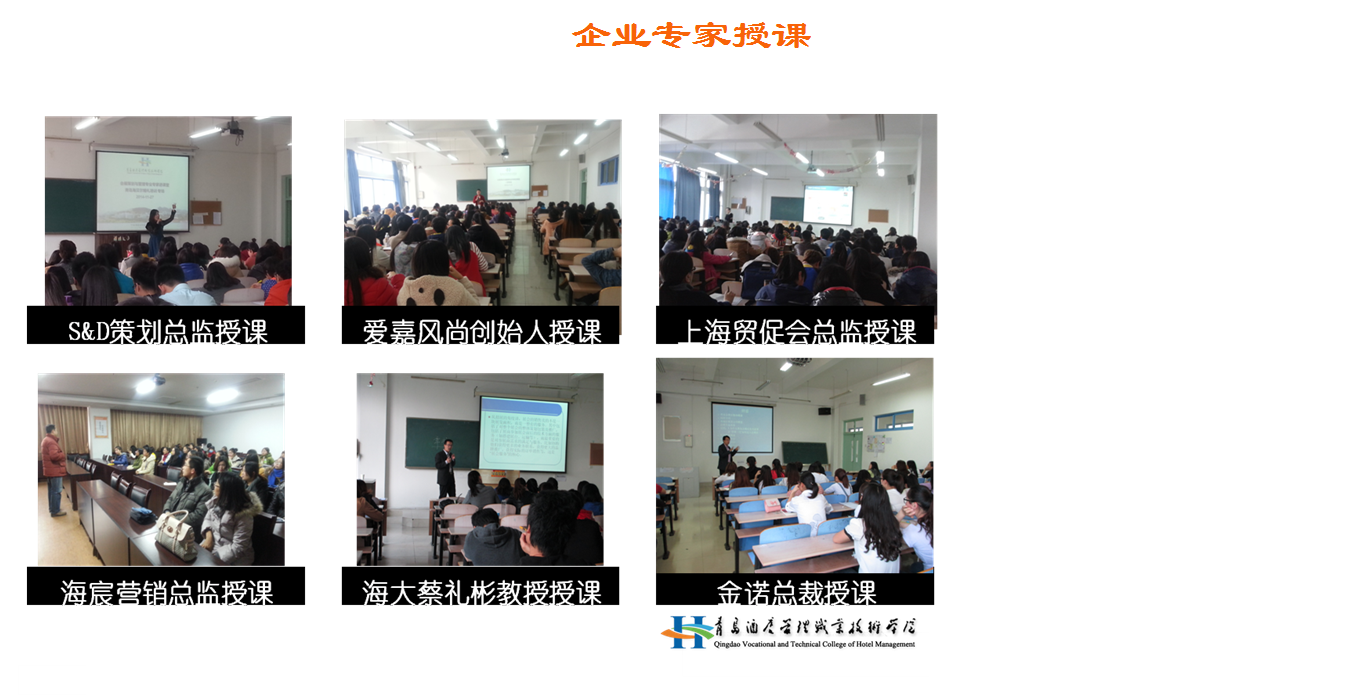 企业专家授课
S&D策划总监授课
爱嘉风尚创始人授课
上海贸促会总监授课
海宸营销总监授课
海大蔡礼彬教授授课
金诺总裁授课
青岛酒店管理职业技术学院
Qingdao Vocational and Technical College of Hotel Management